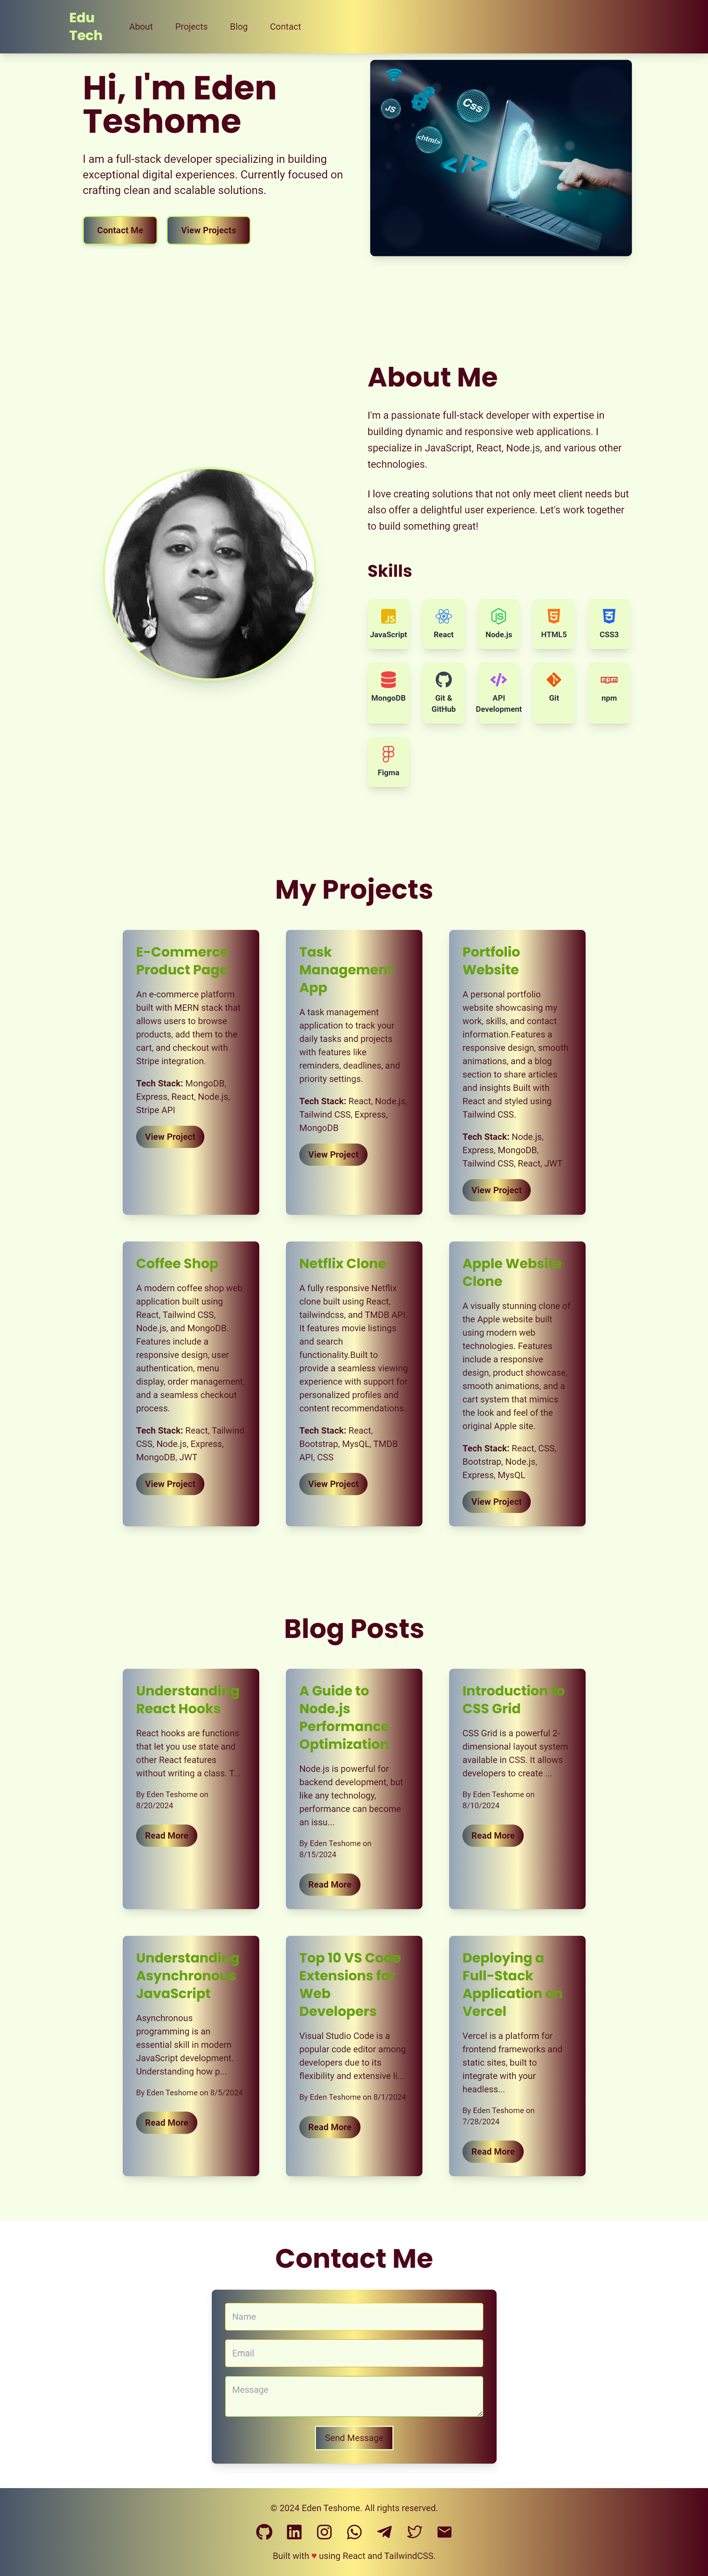 Edu
Tech
About
Projects
Blog
Contact
Hi, I'm Eden
Teshome
I am a full-stack developer specializing in building
exceptional digital experiences. Currently focused on
crafting clean and scalable solutions.
Contact Me
View Projects
JS
Css
<html>
</>
About Me
I'm a passionate full-stack developer with expertise in
building dynamic and responsive web applications. I
specialize in JavaScript, React, Node.js, and various other
technologies.
I love creating solutions that not only meet client needs but
also offer a delightful user experience. Let's work together
to build something great!
Skills
JavaScript
React
Node.js
HTML5
CSS3
MongoDB
Git &
GitHub
API
Development
Git
npm
Figma
My Projects
E-Commerce
Product Page
An e-commerce platform
built with MERN stack that
allows users to browse
products, add them to the
cart, and checkout with
Stripe integration.
Tech Stack: MongoDB,
Express, React, Node.js,
Stripe API
View Project
Task
Management
App
A task management
application to track your
daily tasks and projects
with features like
reminders, deadlines, and
priority settings.
Tech Stack: React, Node.js,
Tailwind CSS, Express,
MongoDB
View Project
Portfolio
Website
A personal portfolio
website showcasing my
work, skills, and contact
information.Features a
responsive design, smooth
animations, and a blog
section to share articles
and insights Built with
React and styled using
Tailwind CSS.
Tech Stack: Node.js,
Express, MongoDB,
Tailwind CSS, React, JWT
View Project
Coffee Shop
A modern coffee shop web
application built using
React, Tailwind CSS,
Node.js, and MongoDB.
Features include a
responsive design, user
authentication, menu
display, order management,
and a seamless checkout
process.
Tech Stack: React, Tailwind
CSS, Node.js, Express,
MongoDB, JWT
View Project
Netflix Clone
A fully responsive Netflix
clone built using React,
tailwindcss, and TMDB API.
It features movie listings
and search
functionality.Built to
provide a seamless viewing
experience with support for
personalized profiles and
content recommendations.
Tech Stack: React,
Bootstrap, MysQL, TMDB
API, CSS
View Project
Apple Website
Clone
A visually stunning clone of
the Apple website built
using modern web
technologies. Features
include a responsive
design, product showcase,
smooth animations, and a
cart system that mimics
the look and feel of the
original Apple site.
Tech Stack: React, CSS,
Bootstrap, Node.js,
Express, MysQL
View Project
Blog Posts
Understanding
React Hooks
React hooks are functions
that let you use state and
other React features
without writing a class. T...
By Eden Teshome on
8/20/2024
Read More
A Guide to
Node.js
Performance
Optimization
Node.js is powerful for
backend development, but
like any technology,
performance can become
an issu...
By Eden Teshome on
8/15/2024
Read More
Introduction to
CSS Grid
CSS Grid is a powerful 2-
dimensional layout system
available in CSS. It allows
developers to create ...
By Eden Teshome on
8/10/2024
Read More
Understanding
Asynchronous
JavaScript
Asynchronous
programming is an
essential skill in modern
JavaScript development.
Understanding how p...
By Eden Teshome on 8/5/2024
Read More
Top 10 VS Code
Extensions for
Web
Developers
Visual Studio Code is a
popular code editor among
developers due to its
flexibility and extensive li...
By Eden Teshome on 8/1/2024
Read More
Deploying a
Full-Stack
Application on
Vercel
Vercel is a platform for
frontend frameworks and
static sites, built to
integrate with your
headless...
By Eden Teshome on
7/28/2024
Read More
Contact Me
Name
Email
Message
Send Message
© 2024 Eden Teshome. All rights reserved.
Built with ♥ using React and TailwindCSS.